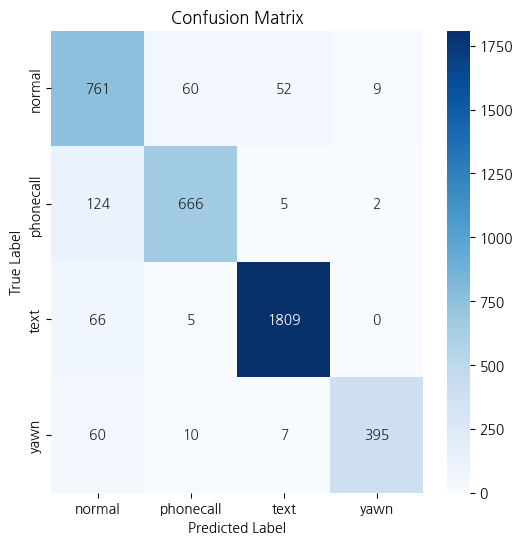 Confusion Matrix
True Label
normal 761 60 52 9
phonecall 124 666 5 2
text 66 5 1809 0
yawn 60 10 7 395
normal phonecall text yawn
Predicted Label
1750
1500
1250
1000
750
500
250
0